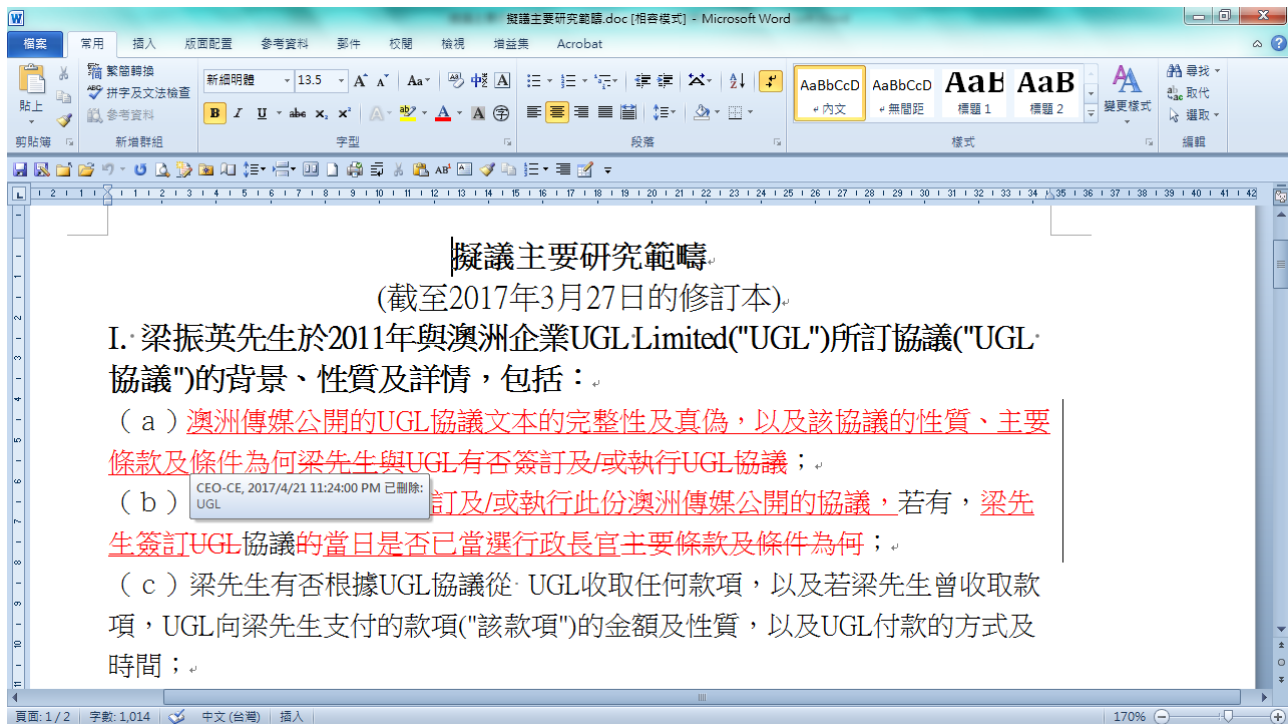 擬議主要研究範疇.doc [相容模式] - Microsoft Word
檔案 常用 插入 版面配置 參考資料 郵件 校閱 檢視 增益集 Acrobat
貼上
剪貼簿
繁簡轉換
拼字及文法檢查
參考資料
新增群組
新細明體 13.5
字型
段落
AaBbCcD AaBbCcD AaB AaB
內文 無間距 標題 1 標題 2
變更樣式
樣式
尋找
取代
選取
編輯
擬議主要研究範疇
(截至2017年3月27日的修訂本)
I. 梁振英先生於2011年與澳洲企業UGL Limited("UGL")所訂協議("UGL
協議")的背景、性質及詳情，包括：
（a）澳洲傳媒公開的UGL協議文本的完整性及真偽，以及該協議的性質、主要
條款及條件為何梁先生與UGL有否簽訂及/或執行UGL協議；
CEO-CE, 2017/4/21 11:24:00 PM 已刪除:
UGL
（b）訂及/或執行此份澳洲傳媒公開的協議，若有，梁先
生簽訂UGL協議的當日是否已當選行政長官主要條款及條件為何；
（c）梁先生有否根據UGL協議從 UGL收取任何款項，以及若梁先生曾收取款
項，UGL向梁先生支付的款項("該款項")的金額及性質，以及UGL付款的方式及
時間；
頁面: 1 / 2 字數: 1,014 中文 (台灣) 插入 170%